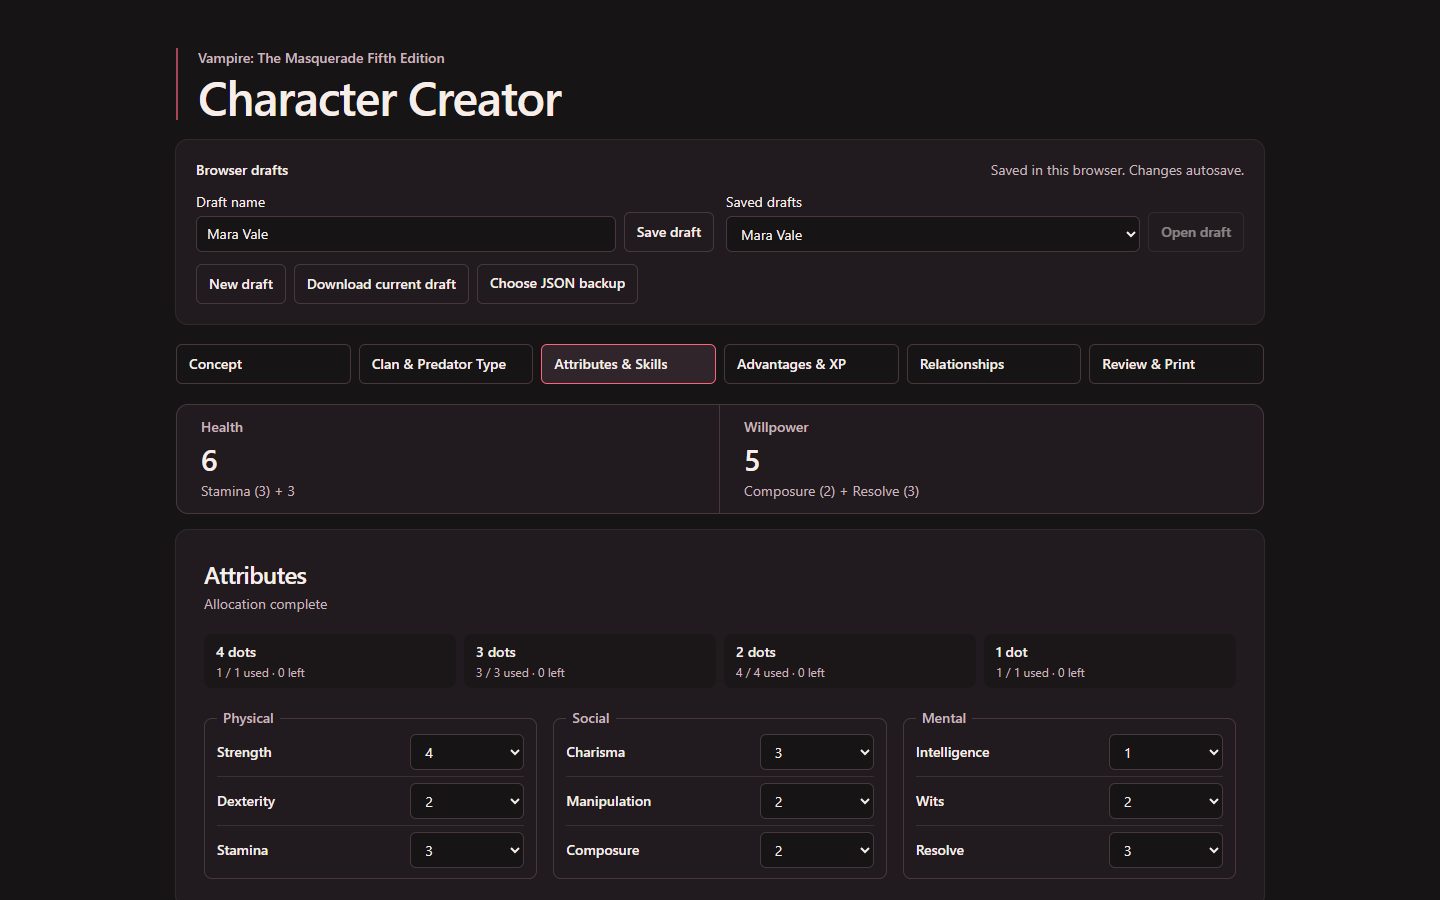 Vampire: The Masquerade Fifth Edition
Character Creator
Browser drafts
Saved in this browser. Changes autosave.
Draft name
Saved drafts
Mara Vale
Save draft
Mara Vale
Open draft
New draft
Download current draft
Choose JSON backup
Concept
Clan & Predator Type
Attributes & Skills
Advantages & XP
Relationships
Review & Print
Health
6
Stamina (3) + 3
Willpower
5
Composure (2) + Resolve (3)
Attributes
Allocation complete
4 dots
1 / 1 used · 0 left
3 dots
3 / 3 used · 0 left
2 dots
4 / 4 used · 0 left
1 dot
1 / 1 used · 0 left
Physical
Strength 4
Dexterity 2
Stamina 3
Social
Charisma 3
Manipulation 2
Composure 2
Mental
Intelligence 1
Wits 2
Resolve 3